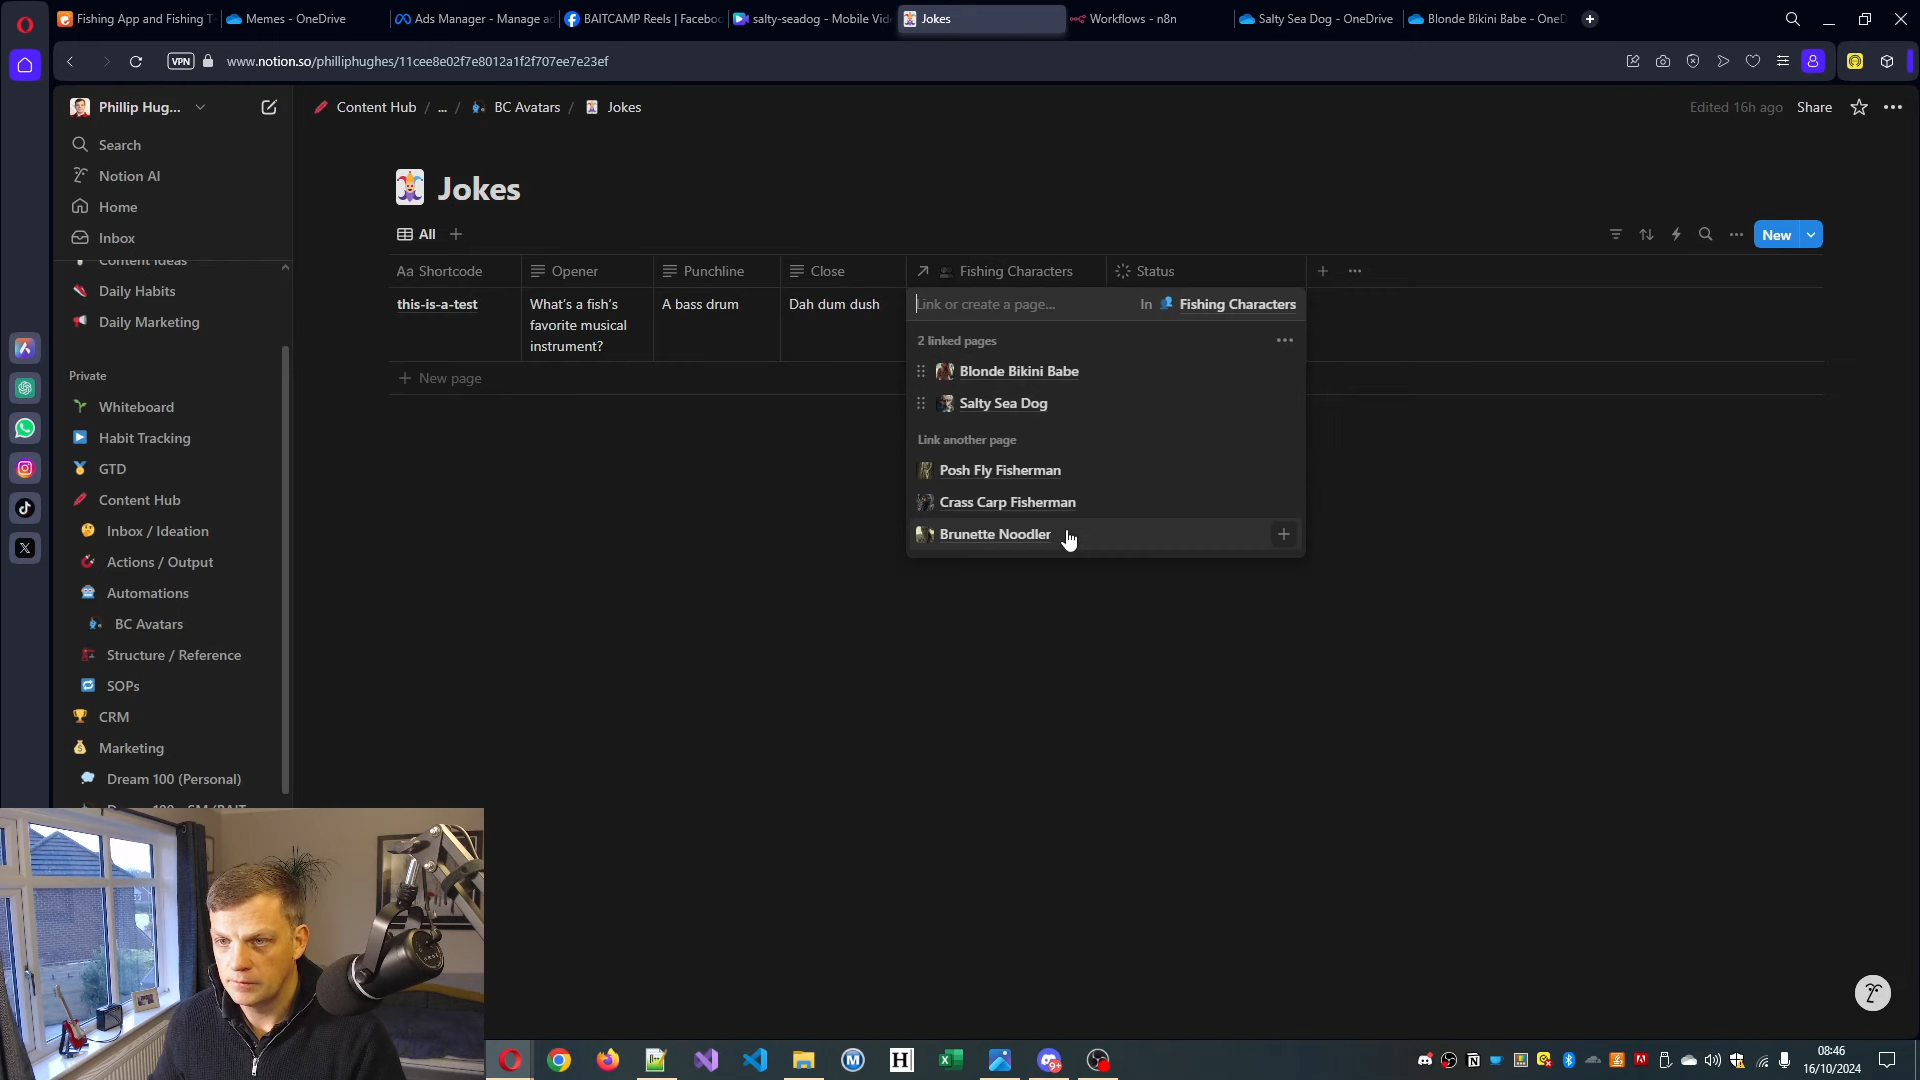 Fishing App and Fishing T
Memes - OneDrive
Ads Manager - Manage ad
BAITCAMP Reels | Faceboo
salty-seadog - Mobile Vide
Jokes
Workflows - n8n
Salty Sea Dog - OneDrive
Blonde Bikini Babe - OneD
VPN
www.notion.so/philliphughes/11cee8e02f7e8012a1f2f707ee7e23ef
Phillip Hug...
Content Hub / ... / BC Avatars / Jokes
Edited 16h ago
Share
Search
Notion AI
Home
Inbox
Content Ideas
Daily Habits
Daily Marketing
Private
Whiteboard
Habit Tracking
GTD
Content Hub
Inbox / Ideation
Actions / Output
Automations
BC Avatars
Structure / Reference
SOPs
CRM
Marketing
Dream 100 (Personal)
Jokes
All
New
Aa Shortcode
Opener
Punchline
Close
Fishing Characters
Status
this-is-a-test
What's a fish's
favorite musical
instrument?
A bass drum
Dah dum dush
New page
Link or create a page...
In Fishing Characters
2 linked pages
Blonde Bikini Babe
Salty Sea Dog
Link another page
Posh Fly Fisherman
Crass Carp Fisherman
Brunette Noodler
08:46
16/10/2024